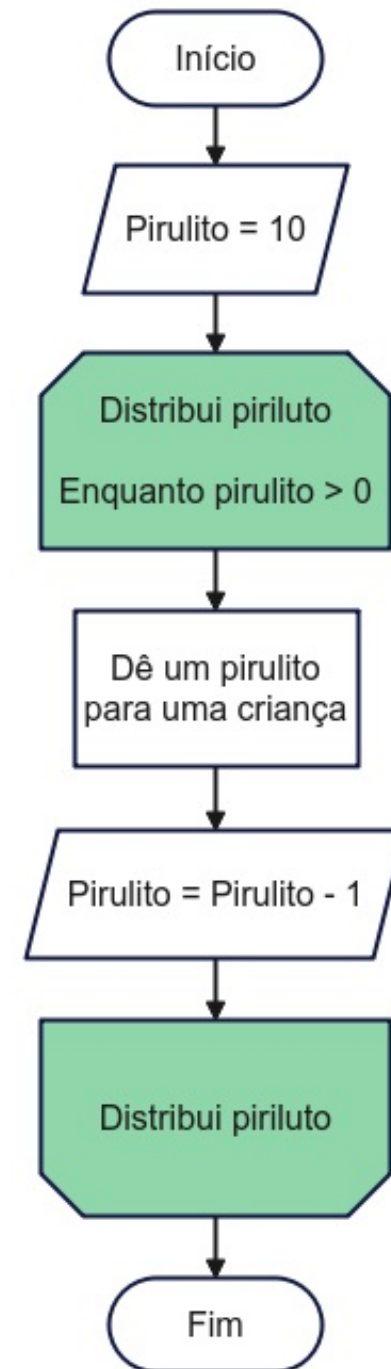 Início
Pirulito = 10
Distribui piriluto
Enquanto pirulito > 0
Dê um pirulito
para uma criança
Pirulito = Pirulito - 1
Distribui piriluto
Fim